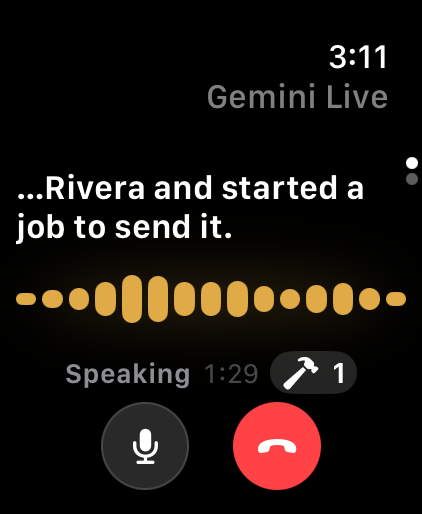 3:11
Gemini Live
...Rivera and started a
job to send it.
Speaking 1:29 1